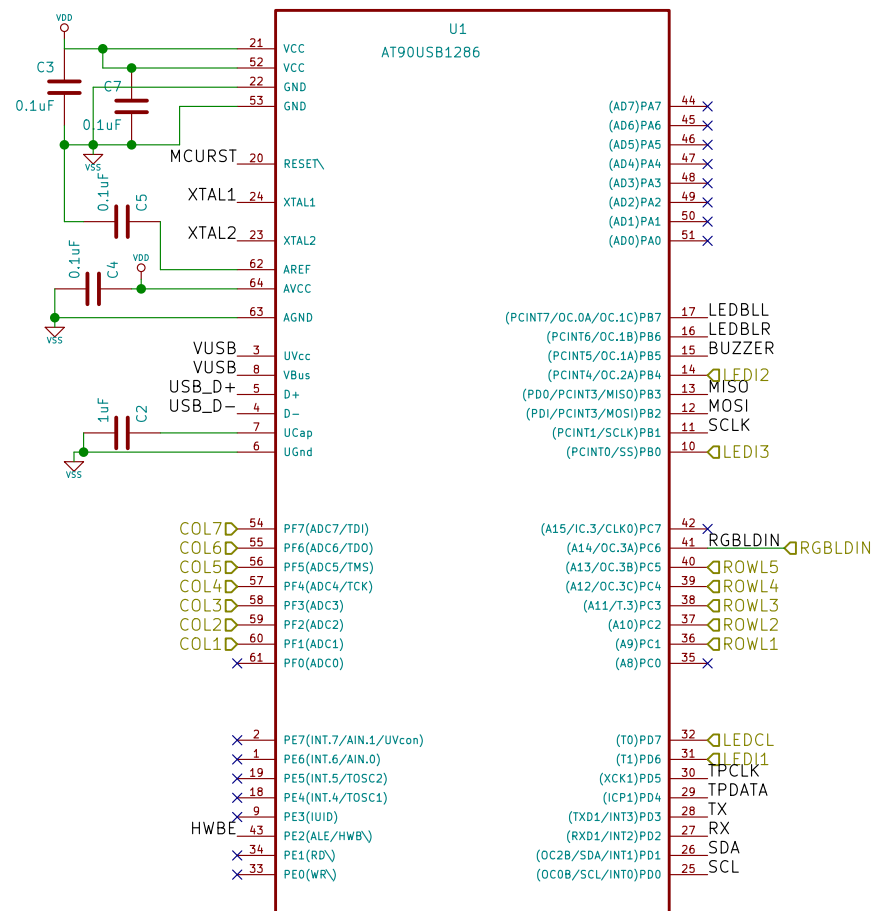 VDD
U1
AT90USB1286
C3
0.1uF
C7
0.1uF
VSS
21 VCC
52 VCC
22 GND
53 GND
MCURST 20 RESET\
XTAL1 24 XTAL1
XTAL2 23 XTAL2
0.1uF C5
62 AREF
0.1uF C4
VDD
64 AVCC
63 AGND
VSS
VUSB 3 UVcc
VUSB 8 VBus
USB_D+ 5 D+
USB_D- 4 D-
1uF C2
7 UCap
6 UGnd
VSS
COL7 54 PF7(ADC7/TDI)
COL6 55 PF6(ADC6/TDO)
COL5 56 PF5(ADC5/TMS)
COL4 57 PF4(ADC4/TCK)
COL3 58 PF3(ADC3)
COL2 59 PF2(ADC2)
COL1 60 PF1(ADC1)
61 PF0(ADC0)
2 PE7(INT.7/AIN.1/UVcon)
1 PE6(INT.6/AIN.0)
19 PE5(INT.5/TOSC2)
18 PE4(INT.4/TOSC1)
9 PE3(IUID)
HWBE 43 PE2(ALE/HWB\)
34 PE1(RD\)
33 PE0(WR\)
(AD7)PA7 44
(AD6)PA6 45
(AD5)PA5 46
(AD4)PA4 47
(AD3)PA3 48
(AD2)PA2 49
(AD1)PA1 50
(AD0)PA0 51
(PCINT7/OC.0A/OC.1C)PB7 17 LEDBLL
(PCINT6/OC.1B)PB6 16 LEDBLR
(PCINT5/OC.1A)PB5 15 BUZZER
(PCINT4/OC.2A)PB4 14 LEDI2
(PD0/PCINT3/MISO)PB3 13 MISO
(PDI/PCINT3/MOSI)PB2 12 MOSI
(PCINT1/SCLK)PB1 11 SCLK
(PCINT0/SS)PB0 10 LEDI3
(A15/IC.3/CLK0)PC7 42
(A14/OC.3A)PC6 41 RGBLDIN RGBLDIN
(A13/OC.3B)PC5 40 ROWL5
(A12/OC.3C)PC4 39 ROWL4
(A11/T.3)PC3 38 ROWL3
(A10)PC2 37 ROWL2
(A9)PC1 36 ROWL1
(A8)PC0 35
(T0)PD7 32 LEDCL
(T1)PD6 31 LEDI1
(XCK1)PD5 30 TPCLK
(ICP1)PD4 29 TPDATA
(TXD1/INT3)PD3 28 TX
(RXD1/INT2)PD2 27 RX
(OC2B/SDA/INT1)PD1 26 SDA
(OC0B/SCL/INT0)PD0 25 SCL